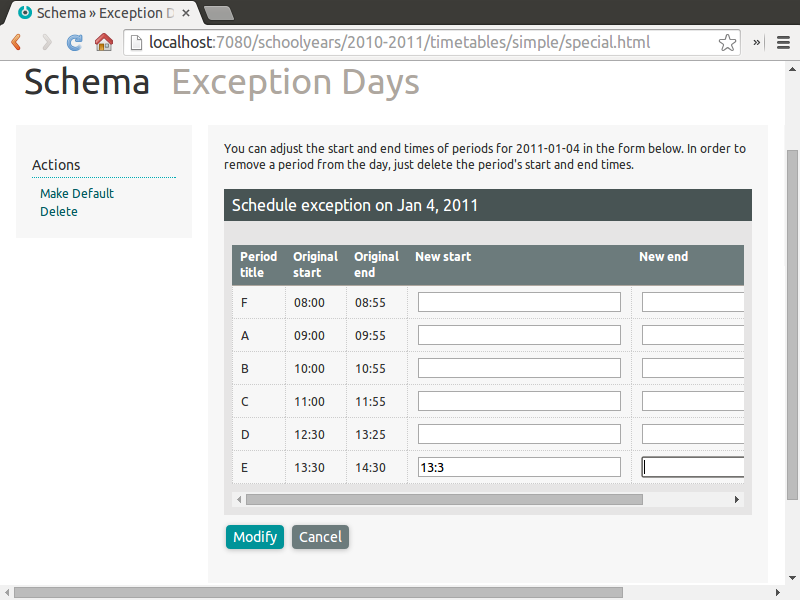 Schema » Exception D
localhost:7080/schoolyears/2010-2011/timetables/simple/special.html
»
Schema Exception Days
Actions
Make Default
Delete
You can adjust the start and end times of periods for 2011-01-04 in the form below. In order to
remove a period from the day, just delete the period's start and end times.
Schedule exception on Jan 4, 2011
Period title Original start Original end New start New end
F 08:00 08:55
A 09:00 09:55
B 10:00 10:55
C 11:00 11:55
D 12:30 13:25
E 13:30 14:30 13:3
Modify Cancel